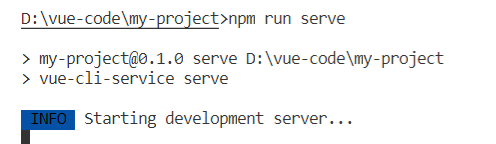 D:\vue-code\my-project>npm run serve
> my-project@0.1.0 serve D:\vue-code\my-project
> vue-cli-service serve
INFO Starting development server...